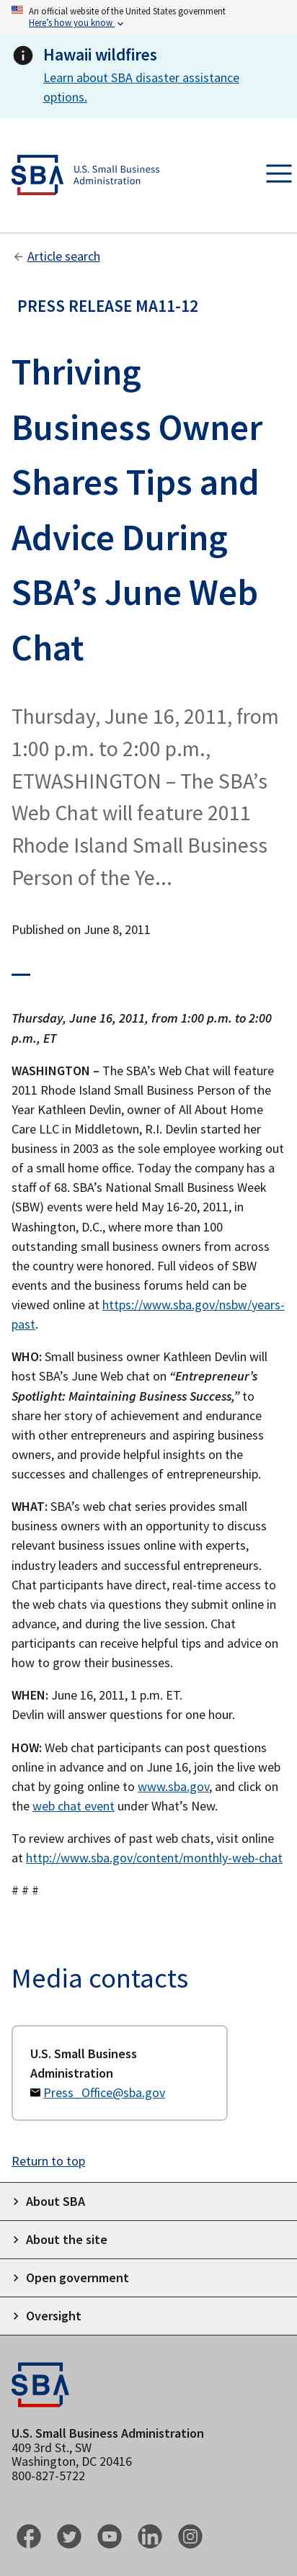 An official website of the United States government
Here's how you know
Hawaii wildfires
Learn about SBA disaster assistance
options.
SBA
U.S. Small Business
Administration
Article search
PRESS RELEASE MA11-12
Thriving
Business Owner
Shares Tips and
Advice During
SBA's June Web
Chat
Thursday, June 16, 2011, from
1:00 p.m. to 2:00 p.m.,
ETWASHINGTON – The SBA's
Web Chat will feature 2011
Rhode Island Small Business
Person of the Ye...
Published on June 8, 2011
Thursday, June 16, 2011, from 1:00 p.m. to 2:00
p.m., ET
WASHINGTON – The SBA's Web Chat will feature
2011 Rhode Island Small Business Person of the
Year Kathleen Devlin, owner of All About Home
Care LLC in Middletown, R.I. Devlin started her
business in 2003 as the sole employee working out
of a small home office. Today the company has a
staff of 68. SBA's National Small Business Week
(SBW) events were held May 16-20, 2011, in
Washington, D.C., where more than 100
outstanding small business owners from across
the country were honored. Full videos of SBW
events and the business forums held can be
viewed online at https://www.sba.gov/nsbw/years-
past.
WHO: Small business owner Kathleen Devlin will
host SBA's June Web chat on “Entrepreneur's
Spotlight: Maintaining Business Success,” to
share her story of achievement and endurance
with other entrepreneurs and aspiring business
owners, and provide helpful insights on the
successes and challenges of entrepreneurship.
WHAT: SBA's web chat series provides small
business owners with an opportunity to discuss
relevant business issues online with experts,
industry leaders and successful entrepreneurs.
Chat participants have direct, real-time access to
the web chats via questions they submit online in
advance, and during the live session. Chat
participants can receive helpful tips and advice on
how to grow their businesses.
WHEN: June 16, 2011, 1 p.m. ET.
Devlin will answer questions for one hour.
HOW: Web chat participants can post questions
online in advance and on June 16, join the live web
chat by going online to www.sba.gov, and click on
the web chat event under What's New.
To review archives of past web chats, visit online
at http://www.sba.gov/content/monthly-web-chat
# # #
Media contacts
U.S. Small Business
Administration
Press_Office@sba.gov
Return to top
About SBA
About the site
Open government
Oversight
SBA
U.S. Small Business Administration
409 3rd St., SW
Washington, DC 20416
800-827-5722